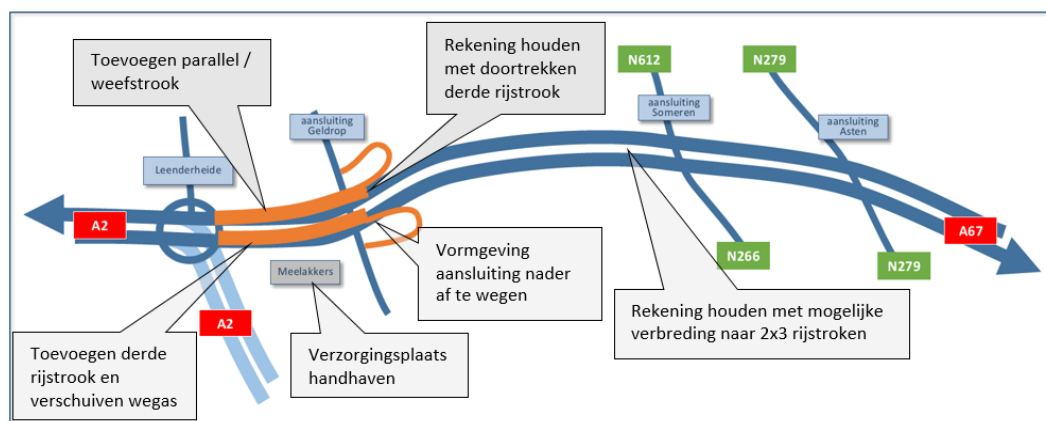 Toevoegen parallel /
weefstrook
Rekening houden
met doortrekken
derde rijstrook
N612
N279
aansluiting
Geldrop
aansluiting
Someren
aansluiting
Asten
Leenderheide
A2
A67
N266
N279
Meelakkers
Vormgeving
aansluiting nader
af te wegen
A2
Rekening houden met mogelijke
verbreding naar 2x3 rijstroken
Toevoegen derde
rijstrook en
verschuiven wegas
Verzorgingsplaats
handhaven